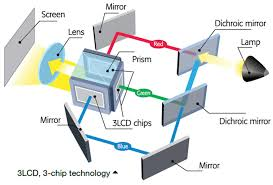 Screen
Lens
Mirror
Dichroic mirror
Lamp
Red
Prism
Green
3LCD chips
Dichroic mirror
Blue
Mirror
Mirror
3LCD, 3-chip technology